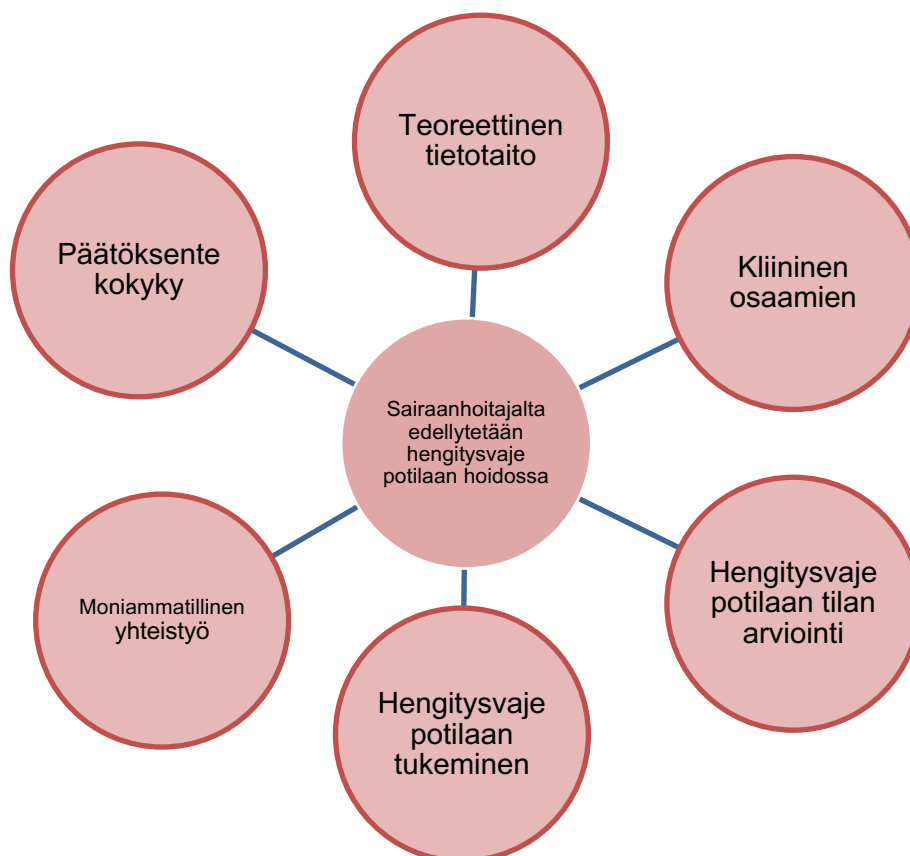 Teoreettinen
tietotaito
Päätöksente
kokyky
Kliininen
osaamien
Sairaanhoitajalta
edellytetään
hengitysvaje
potilaan hoidossa
Moniammatillinen
yhteistyö
Hengitysvaje
potilaan tilan
arviointi
Hengitysvaje
potilaan
tukeminen